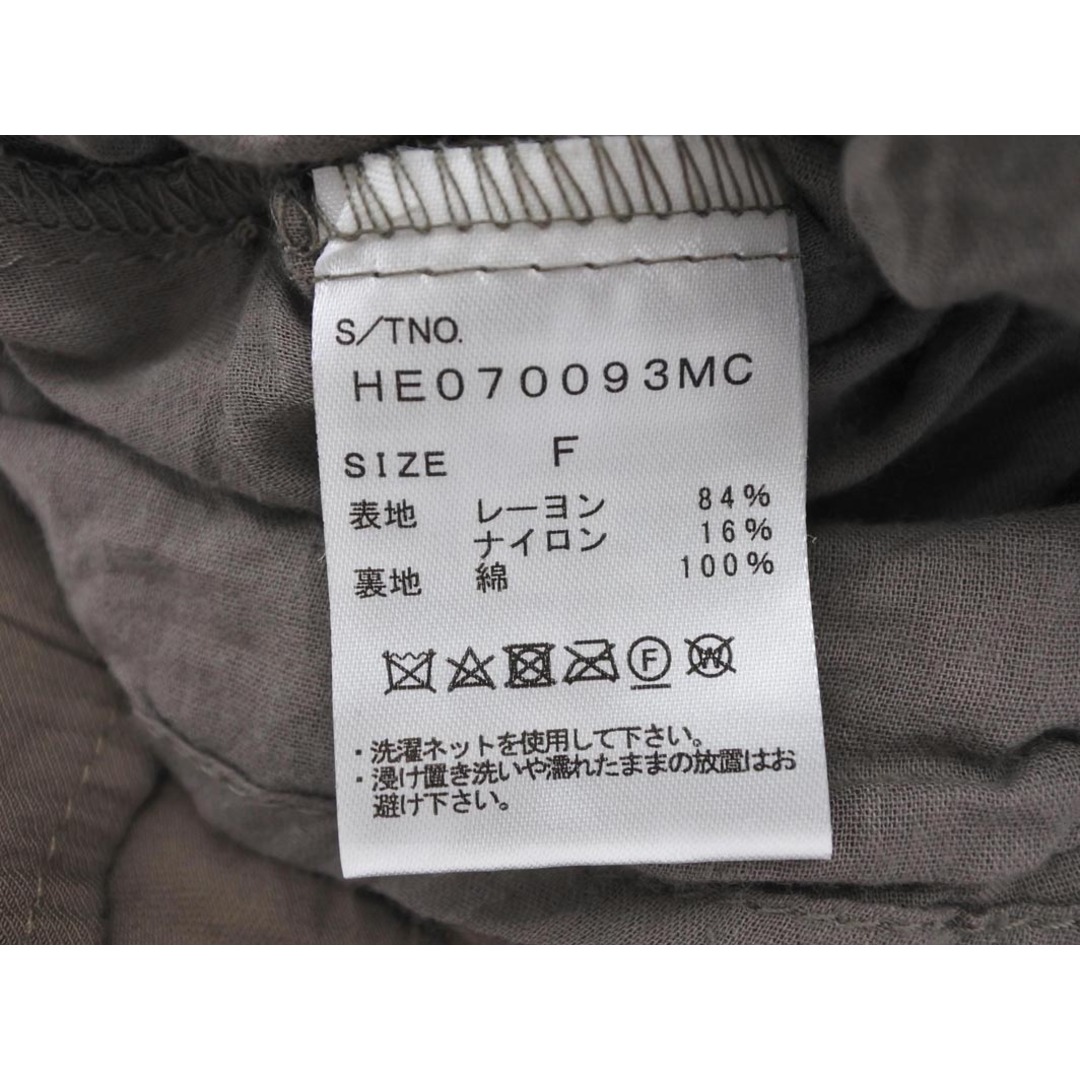 S/TNO.
HE070093MC
SIZE F
表地 レーヨン 84%
ナイロン 16%
裏地 綿 100%
F W
・洗濯ネットを使用して下さい。
・浸け置き洗いや濡れたままの放置はお
避け下さい。